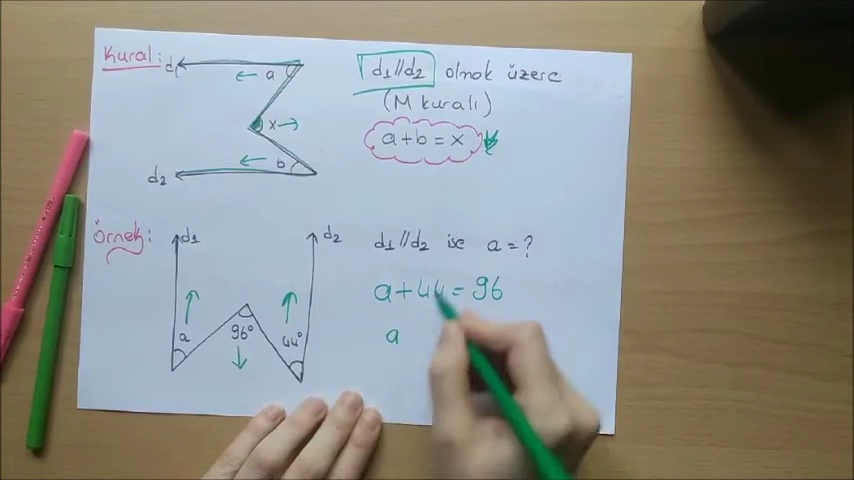 Kural:
d1
a
x
b
d2
d1//d2 olmak üzere
(M kuralı)
a+b=x
Örnek:
d1
d2
a
96°
44°
d1//d2 ise a=?
a+44=96
a